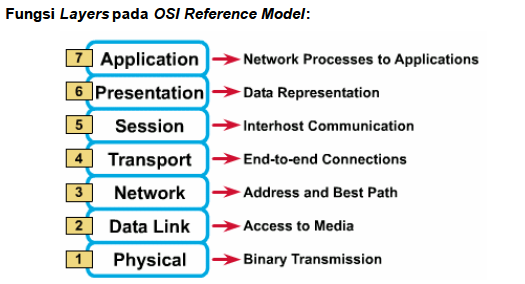 Fungsi Layers pada OSI Reference Model:
7 Application Network Processes to Applications
6 Presentation Data Representation
5 Session Interhost Communication
4 Transport End-to-end Connections
3 Network Address and Best Path
2 Data Link Access to Media
1 Physical Binary Transmission